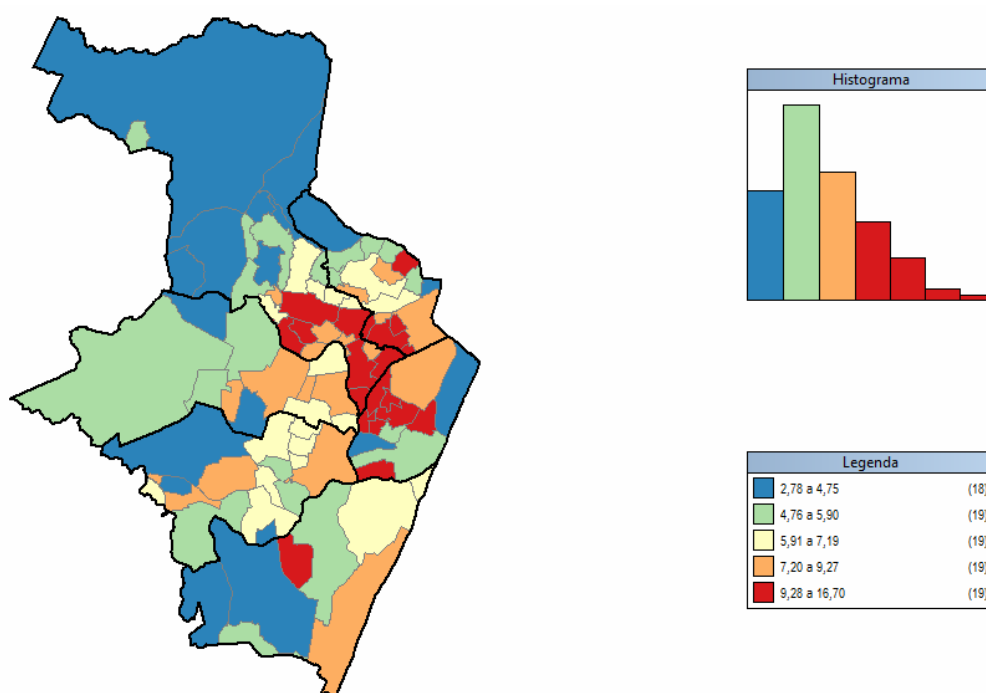 Histograma
Legenda
2,78 a 4,75 (18)
4,76 a 5,90 (19)
5,91 a 7,19 (19)
7,20 a 9,27 (19)
9,28 a 16,70 (19)